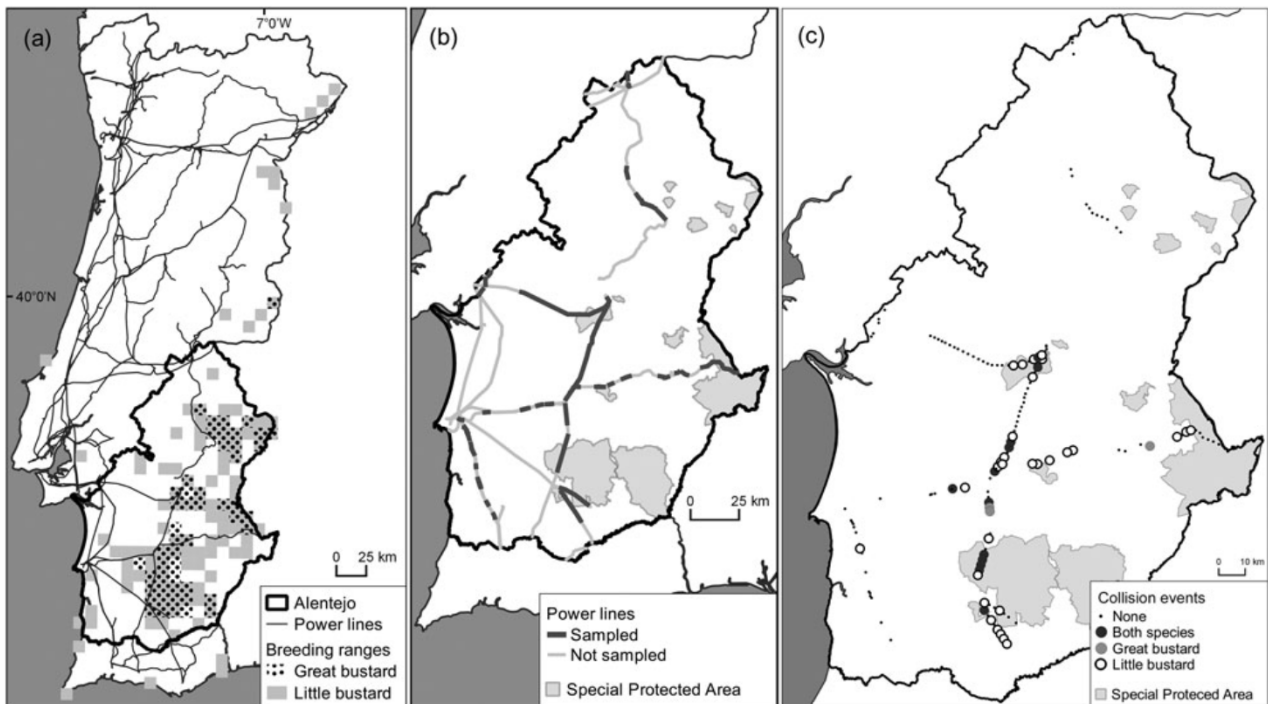 (a)
7°0'W
40°0'N
0 25 km
Alentejo
Power lines
Breeding ranges
Great bustard
Little bustard
(b)
0 25 km
Power lines
Sampled
Not sampled
Special Protected Area
(c)
0 10 km
Collision events
None
Both species
Great bustard
Little bustard
Special Proteced Area